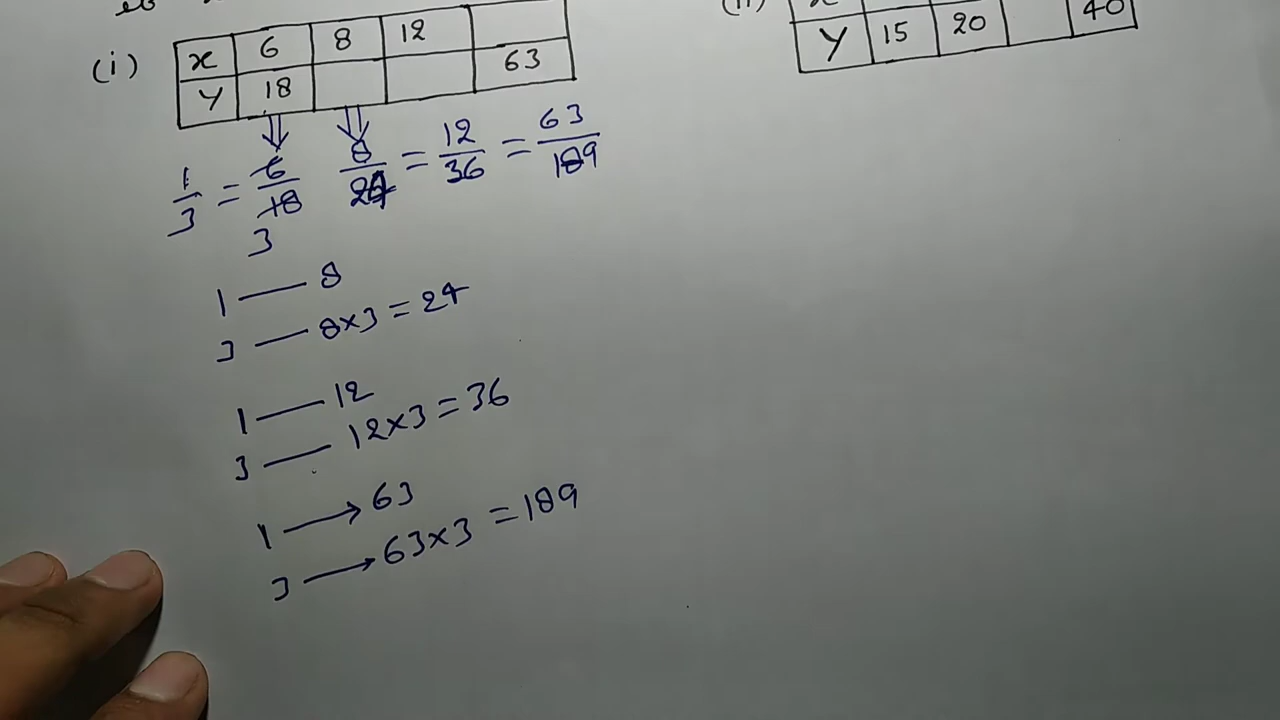 (i)
x 6 8 12
y 18 63
y 15 20 40
1/3 = 6/18 8/24 = 12/36 = 63/189
3
1 — 8
3 — 8×3 = 24
1 — 12
3 — 12×3 = 36
1 → 63
3 → 63×3 = 189